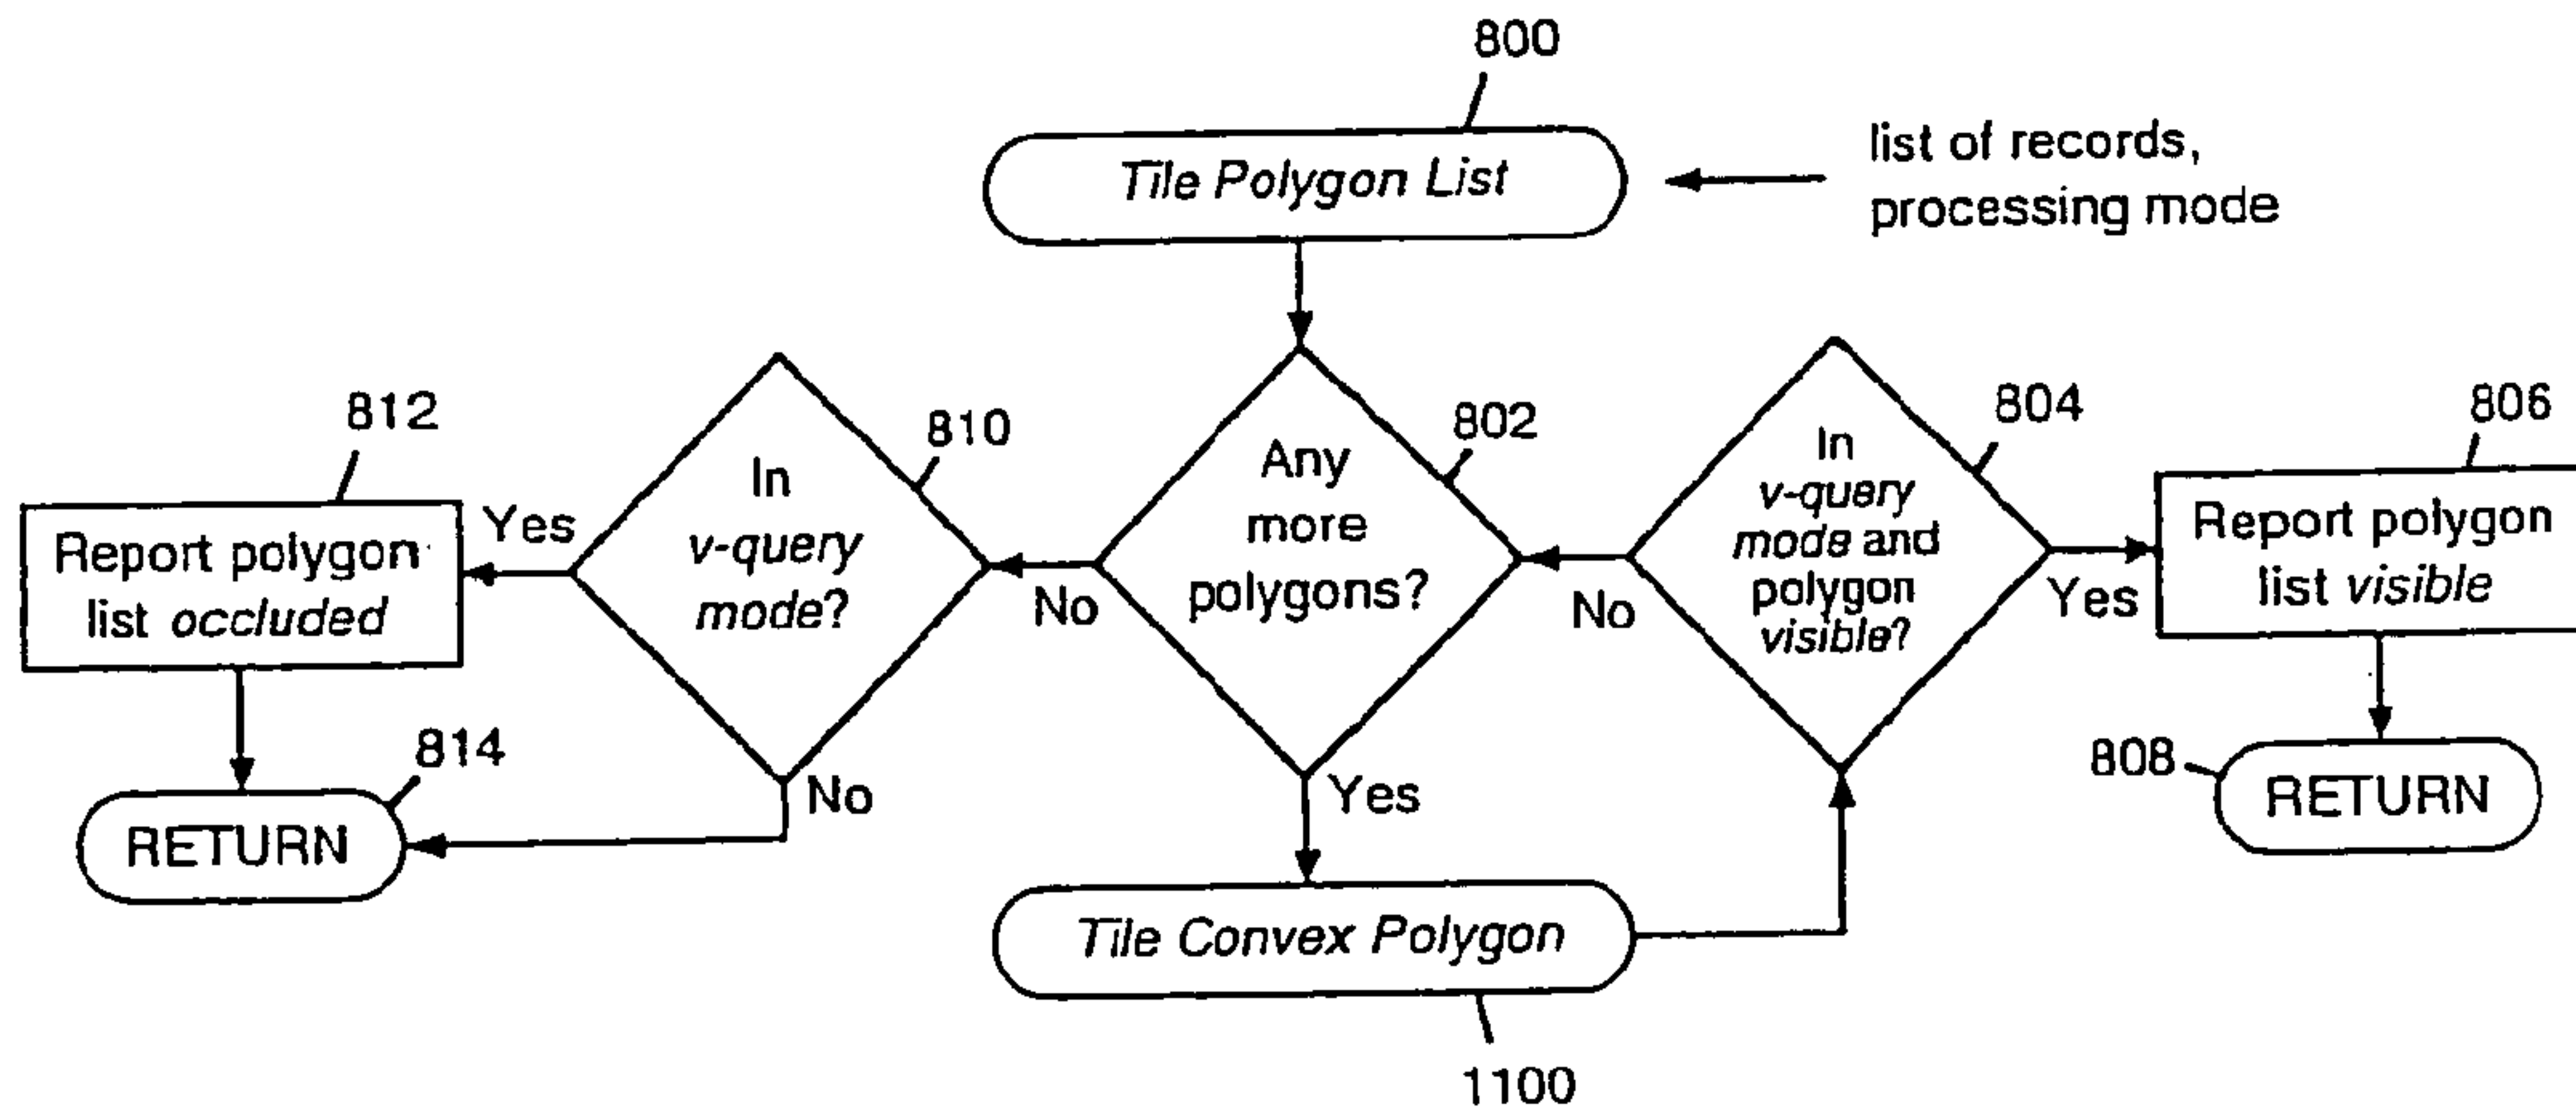 800
Tile Polygon List
list of records,
processing mode
812
Report polygon
list occluded
Yes
810
In
v-query
mode?
No
802
Any
more
polygons?
No
804
In
v-query
mode and
polygon
visible?
Yes
806
Report polygon
list visible
814
RETURN
No
Yes
808
RETURN
Tile Convex Polygon
1100